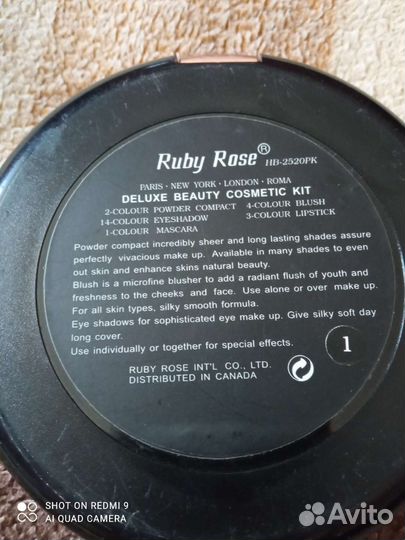 Ruby Rose® HB-2520PK
PARIS · NEW YORK · LONDON · ROMA
DELUXE BEAUTY COSMETIC KIT
2-COLOUR POWDER COMPACT 4-COLOUR BLUSH
14-COLOUR EYESHADOW 3-COLOUR LIPSTICK
1-COLOUR MASCARA
Powder compact incredibly sheer and long lasting shades assure
perfectly vivacious make up. Available in many shades to even
out skin and enhance skins natural beauty.
Blush is a microfine blusher to add a radiant flush of youth and
freshness to the cheeks and face. Use alone or over make up.
For all skin types, silky smooth formula.
Eye shadows for sophisticated eye make up. Give silky soft day
long cover.
Use individually or together for special effects.
1
RUBY ROSE INT'L CO., LTD.
DISTRIBUTED IN CANADA
SHOT ON REDMI 9
AI QUAD CAMERA
Avito